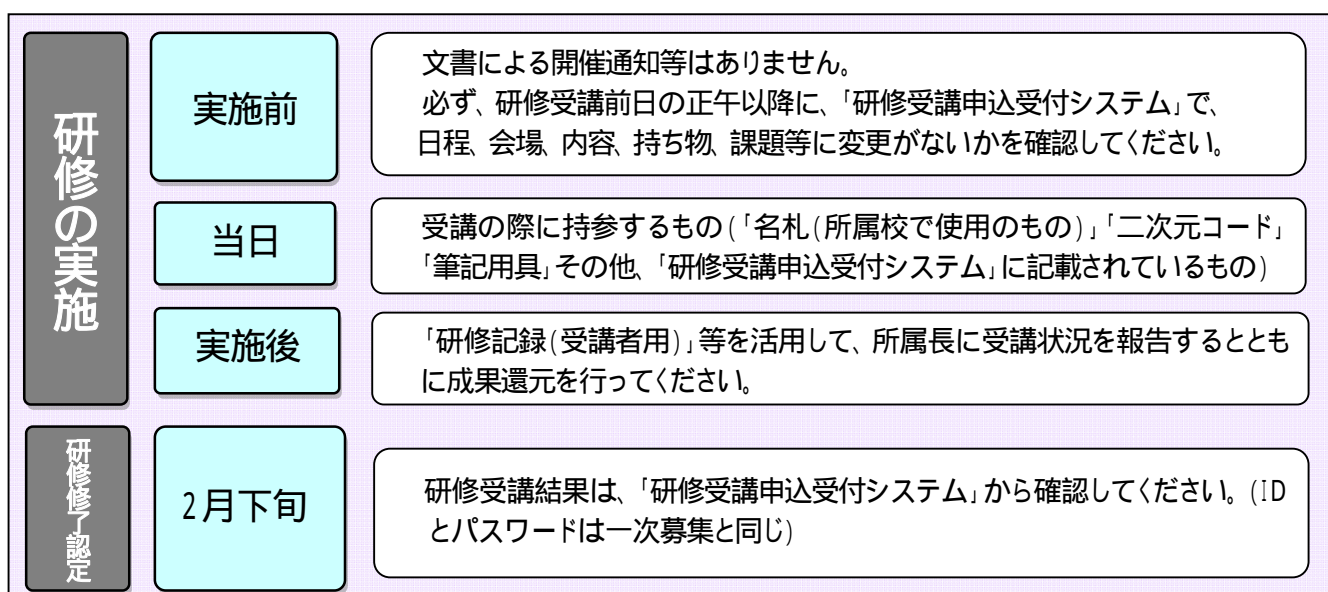 研修の実施
実施前
文書による開催通知等はありません。
必ず、研修受講前日の正午以降に、「研修受講申込受付システム」で、
日程、会場、内容、持ち物、課題等に変更がないかを確認してください。
当日
受講の際に持参するもの(「名札(所属校で使用のもの)」「二次元コード」
「筆記用具」その他、「研修受講申込受付システム」に記載されているもの)
実施後
「研修記録(受講者用)」等を活用して、所属長に受講状況を報告するととも
に成果還元を行ってください。
研修修了認定
2月下旬
研修受講結果は、「研修受講申込受付システム」から確認してください。(ID
とパスワードは一次募集と同じ)